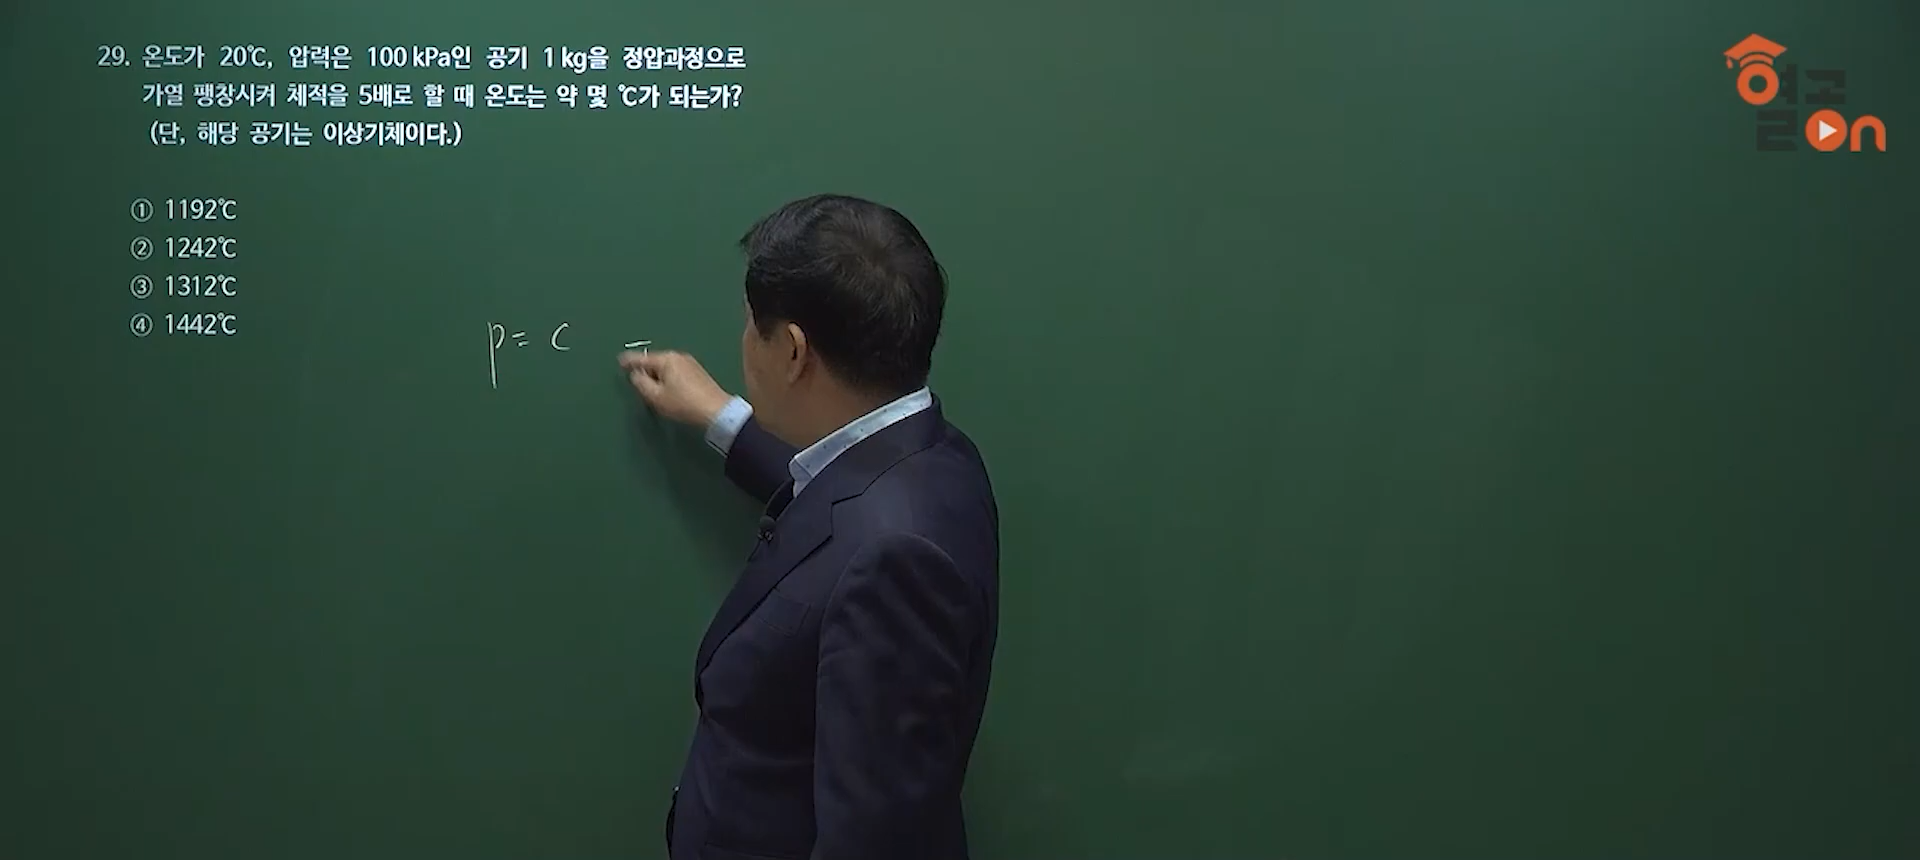 29. 온도가 20℃, 압력은 100 kPa인 공기 1 kg을 정압과정으로
가열 팽창시켜 체적을 5배로 할 때 온도는 약 몇 ℃가 되는가?
(단, 해당 공기는 이상기체이다.)
① 1192℃
② 1242℃
③ 1312℃
④ 1442℃
p = c
열공
On